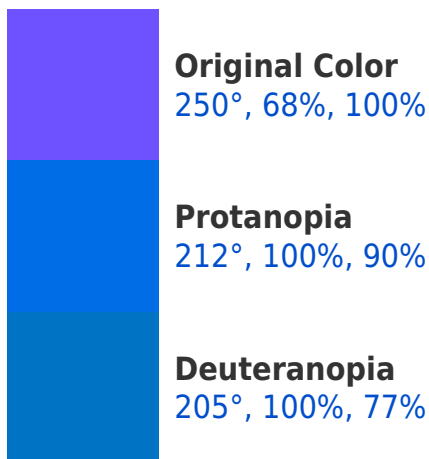 Original Color
250°, 68%, 100%
Protanopia
212°, 100%, 90%
Deuteranopia
205°, 100%, 77%